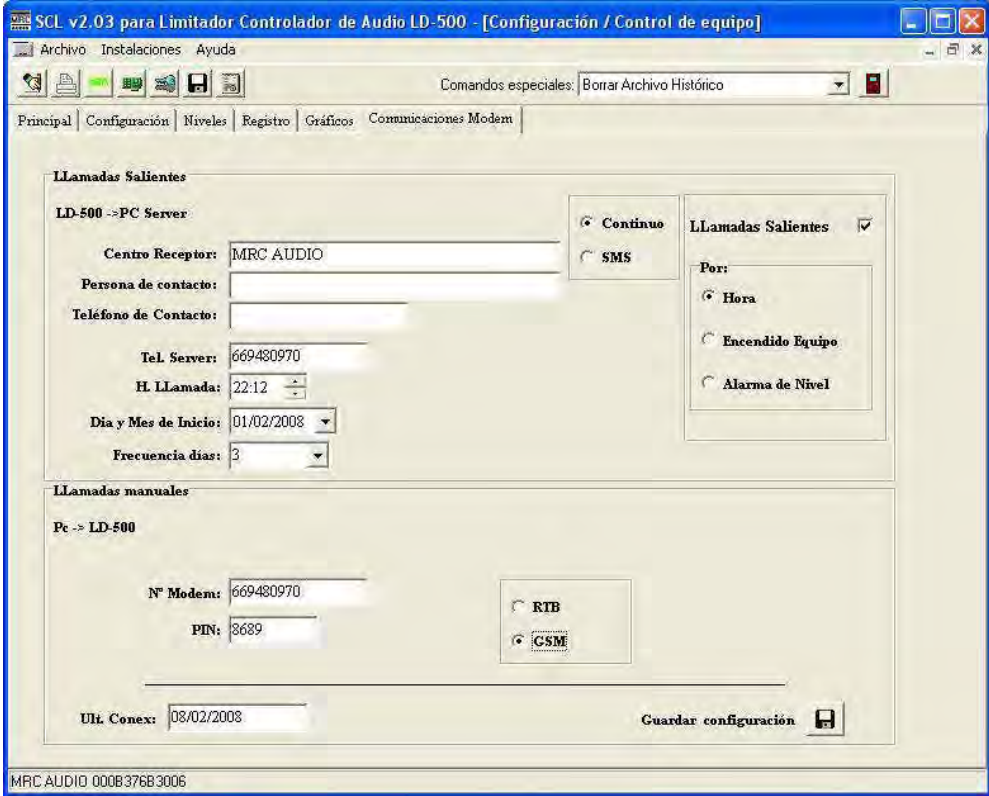 SCL v2.03 para Limitador Controlador de Audio LD-500 - [Configuración / Control de equipo]
Archivo Instalaciones Ayuda
Comandos especiales: Borrar Archivo Histórico
Principal Configuración Niveles Registro Gráficos Comunicaciones Modem
LLamadas Salientes
LD-500 ->PC Server
Centro Receptor: MRC AUDIO
Persona de contacto:
Teléfono de Contacto:
Tel. Server: 669480970
H. LLamada: 22:12
Dia y Mes de Inicio: 01/02/2008
Frecuencia días: 3
Continuo
SMS
LLamadas Salientes
Por:
Hora
Encendido Equipo
Alarma de Nivel
LLamadas manuales
Pc -> LD-500
Nº Modem: 669480970
PIN: 8689
RTB
GSM
Ult. Conex: 08/02/2008
Guardar configuración
MRC AUDIO 000B376B3006